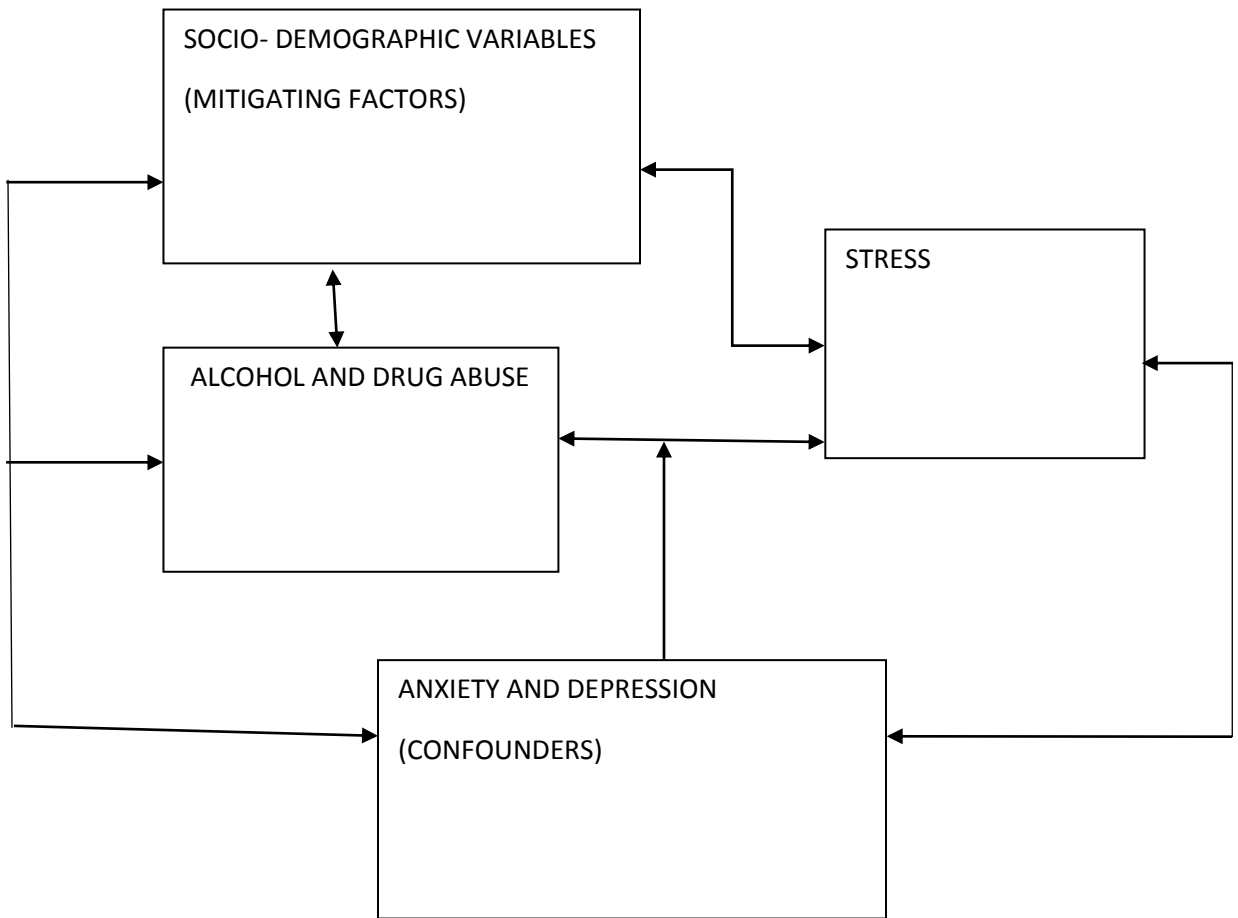 SOCIO- DEMOGRAPHIC VARIABLES
(MITIGATING FACTORS)
STRESS
ALCOHOL AND DRUG ABUSE
ANXIETY AND DEPRESSION
(CONFOUNDERS)